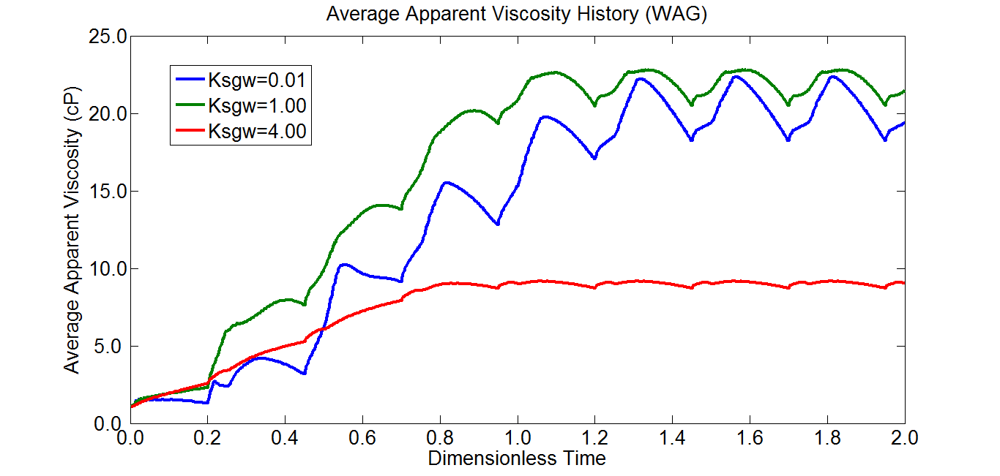 Average Apparent Viscosity History (WAG)
25.0
20.0
15.0
10.0
5.0
0.0
Average Apparent Viscosity (cP)
Ksgw=0.01
Ksgw=1.00
Ksgw=4.00
0.0 0.2 0.4 0.6 0.8 1.0 1.2 1.4 1.6 1.8 2.0
Dimensionless Time